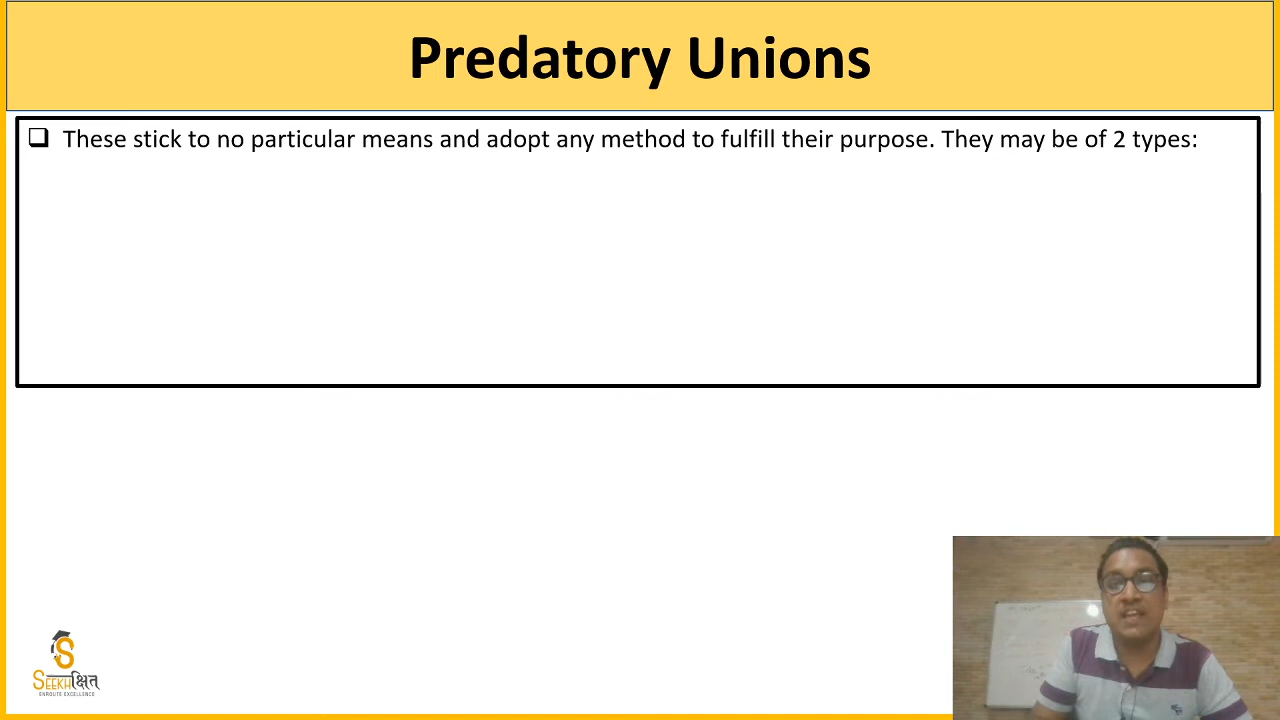 Predatory Unions
❑ These stick to no particular means and adopt any method to fulfill their purpose. They may be of 2 types:
S
SEEKHक्षित
ENROUTE EXCELLENCE